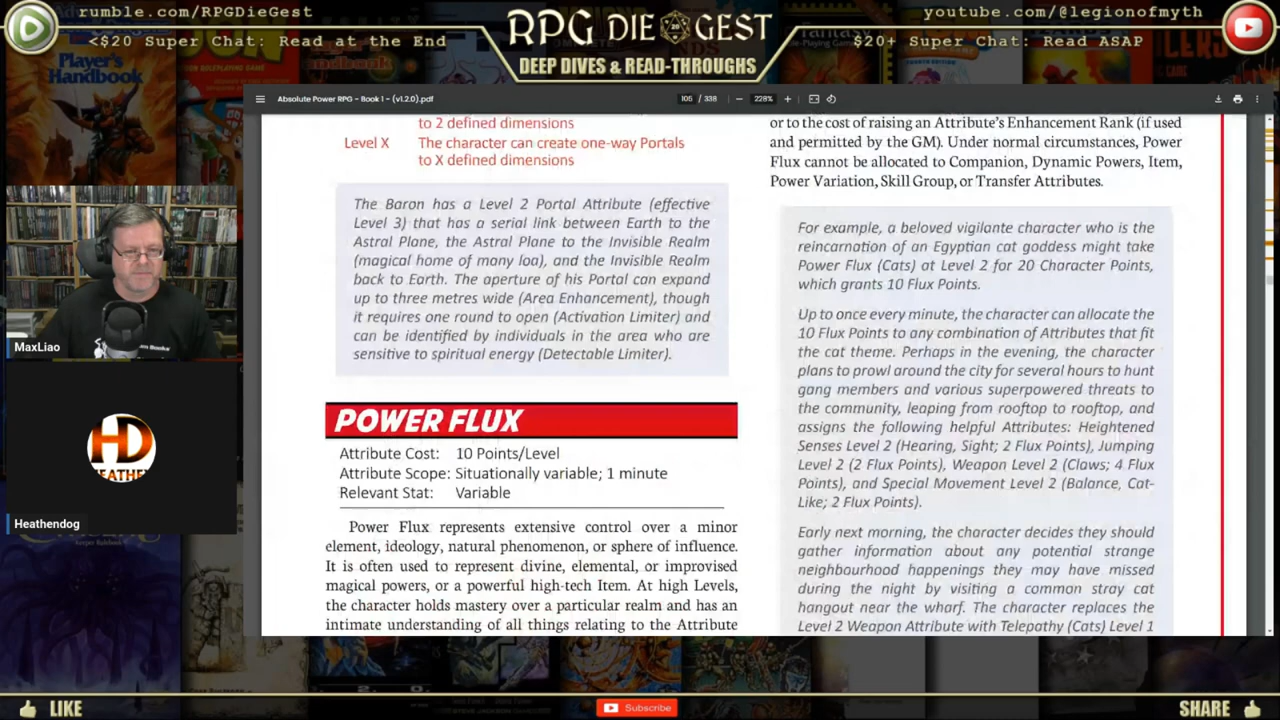 rumble.com/RPGDieGest
<$20 Super Chat: Read at the End
RPG DIE GEST
DEEP DIVES & READ-THROUGHS
youtube.com/@legionofmyth
$20+ Super Chat: Read ASAP
Player's
Handbook
Absolute Power RPG - Book 1 - (v1.2.0).pdf
105 / 338
228%
to 2 defined dimensions
Level X The character can create one-way Portals
to X defined dimensions
The Baron has a Level 2 Portal Attribute (effective
Level 3) that has a serial link between Earth to the
Astral Plane, the Astral Plane to the Invisible Realm
(magical home of many loa), and the Invisible Realm
back to Earth. The aperture of his Portal can expand
up to three metres wide (Area Enhancement), though
it requires one round to open (Activation Limiter) and
can be identified by individuals in the area who are
sensitive to spiritual energy (Detectable Limiter).
POWER FLUX
Attribute Cost: 10 Points/Level
Attribute Scope: Situationally variable; 1 minute
Relevant Stat: Variable
Power Flux represents extensive control over a minor
element, ideology, natural phenomenon, or sphere of influence.
It is often used to represent divine, elemental, or improvised
magical powers, or a powerful high-tech Item. At high Levels,
the character holds mastery over a particular realm and has an
intimate understanding of all things relating to the Attribute
or to the cost of raising an Attribute's Enhancement Rank (if used
and permitted by the GM). Under normal circumstances, Power
Flux cannot be allocated to Companion, Dynamic Powers, Item,
Power Variation, Skill Group, or Transfer Attributes.
For example, a beloved vigilante character who is the
reincarnation of an Egyptian cat goddess might take
Power Flux (Cats) at Level 2 for 20 Character Points,
which grants 10 Flux Points.
Up to once every minute, the character can allocate the
10 Flux Points to any combination of Attributes that fit
the cat theme. Perhaps in the evening, the character
plans to prowl around the city for several hours to hunt
gang members and various superpowered threats to
the community, leaping from rooftop to rooftop, and
assigns the following helpful Attributes: Heightened
Senses Level 2 (Hearing, Sight; 2 Flux Points), Jumping
Level 2 (2 Flux Points), Weapon Level 2 (Claws; 4 Flux
Points), and Special Movement Level 2 (Balance, Cat-
Like; 2 Flux Points).
Early next morning, the character decides they should
gather information about any potential strange
neighbourhood happenings they may have missed
during the night by visiting a common stray cat
hangout near the wharf. The character replaces the
Level 2 Weapon Attribute with Telepathy (Cats) Level 1
MaxLiao
HD
Heathendog
LIKE
Subscribe
SHARE